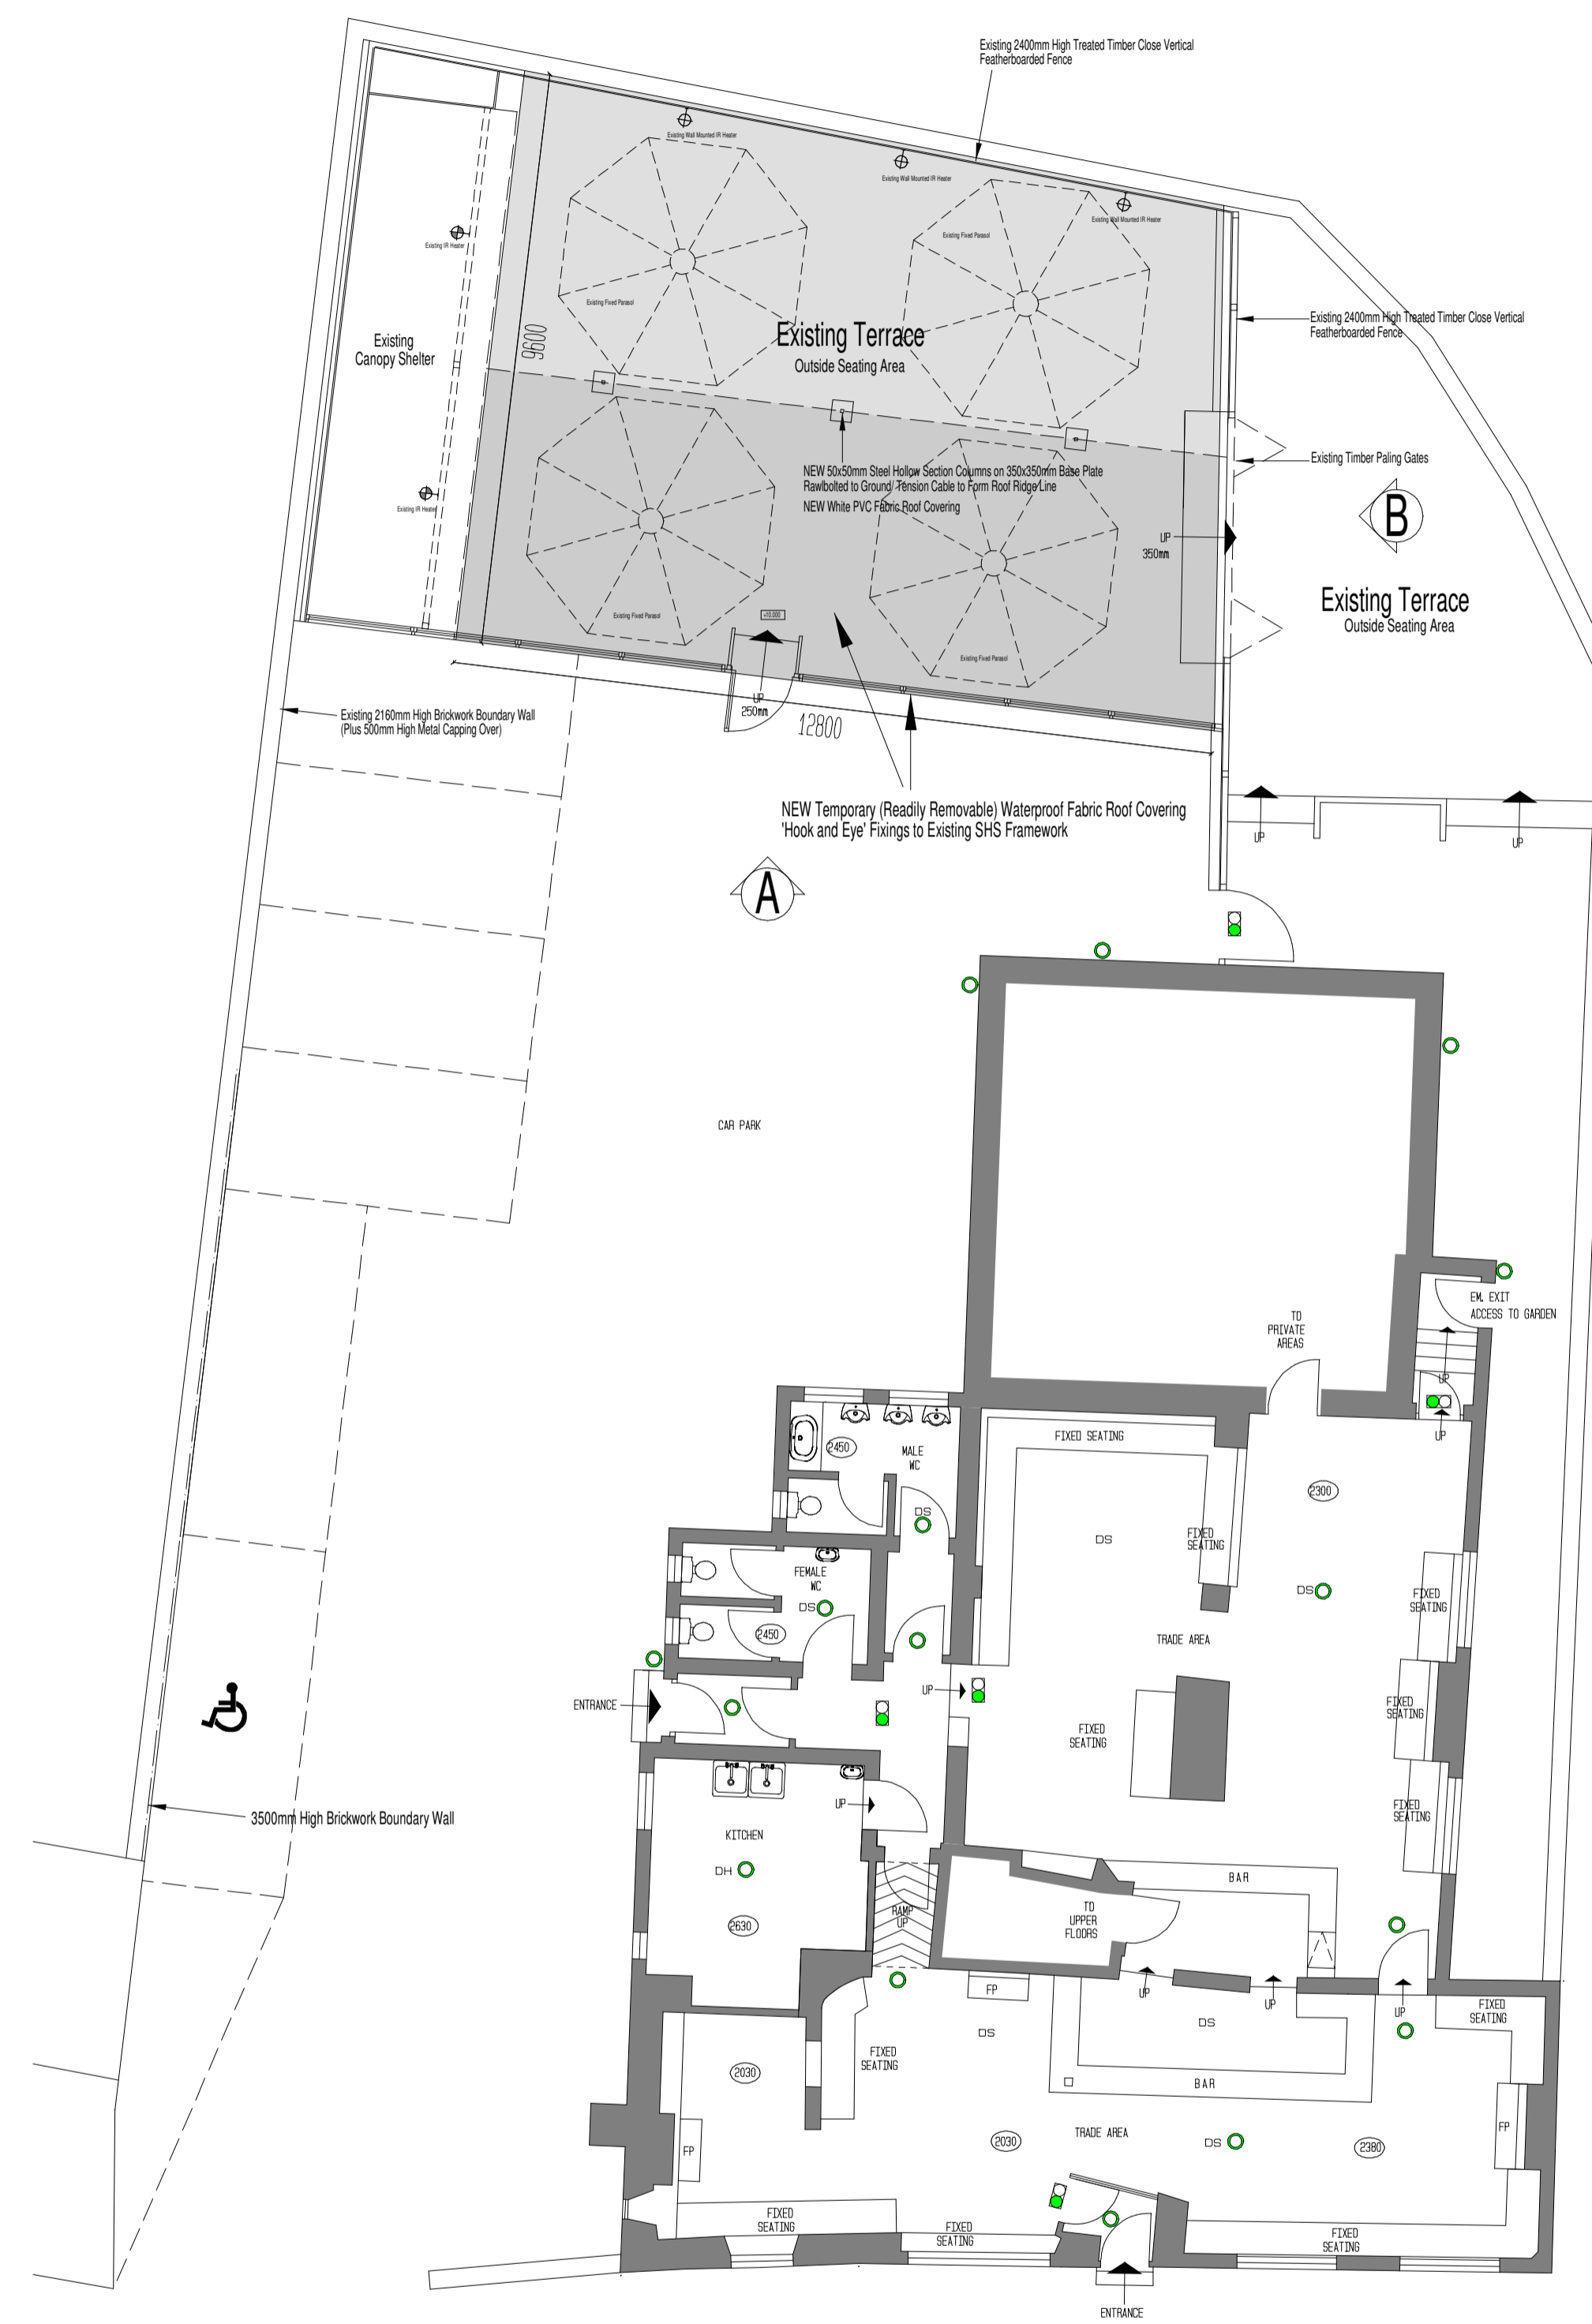 Existing 2400mm High Treated Timber Close Vertical
Featherboarded Fence
Existing Wall Mounted IR Heater
Existing Wall Mounted IR Heater
Existing Wall Mounted IR Heater
Existing IR Heater
Existing Fixed Parasol
Existing Fixed Parasol
Existing
Canopy Shelter
9600
Existing Terrace
Outside Seating Area
Existing 2400mm High Treated Timber Close Vertical
Featherboarded Fence
Existing Timber Paling Gates
NEW 50x50mm Steel Hollow Section Columns on 350x350mm Base Plate
Rawlbolted to Ground/ Tension Cable to Form Roof Ridge Line
NEW White PVC Fabric Roof Covering
Existing IR Heater
B
UP
350mm
Existing Terrace
Outside Seating Area
Existing Fixed Parasol
+10.000
Existing Fixed Parasol
UP
250mm
12800
Existing 2160mm High Brickwork Boundary Wall
(Plus 500mm High Metal Capping Over)
NEW Temporary (Readily Removable) Waterproof Fabric Roof Covering
'Hook and Eye' Fixings to Existing SHS Framework
UP
UP
A
CAR PARK
EM. EXIT
ACCESS TO GARDEN
TO
PRIVATE
AREAS
UP
UP
FIXED SEATING
2450
MALE
WC
2300
DS
DS
FIXED
SEATING
FEMALE
WC
DS
2450
DS
FIXED
SEATING
TRADE AREA
ENTRANCE
UP
FIXED
SEATING
FIXED
SEATING
UP
FIXED
SEATING
3500mm High Brickwork Boundary Wall
KITCHEN
DH
2630
RAMP
UP
BAR
TO
UPPER
FLOORS
FP
UP
UP
UP
FIXED
SEATING
DS
DS
FIXED
SEATING
2030
BAR
TRADE AREA
2030
DS
2380
FP
FP
FIXED
SEATING
FIXED
SEATING
FIXED
SEATING
ENTRANCE